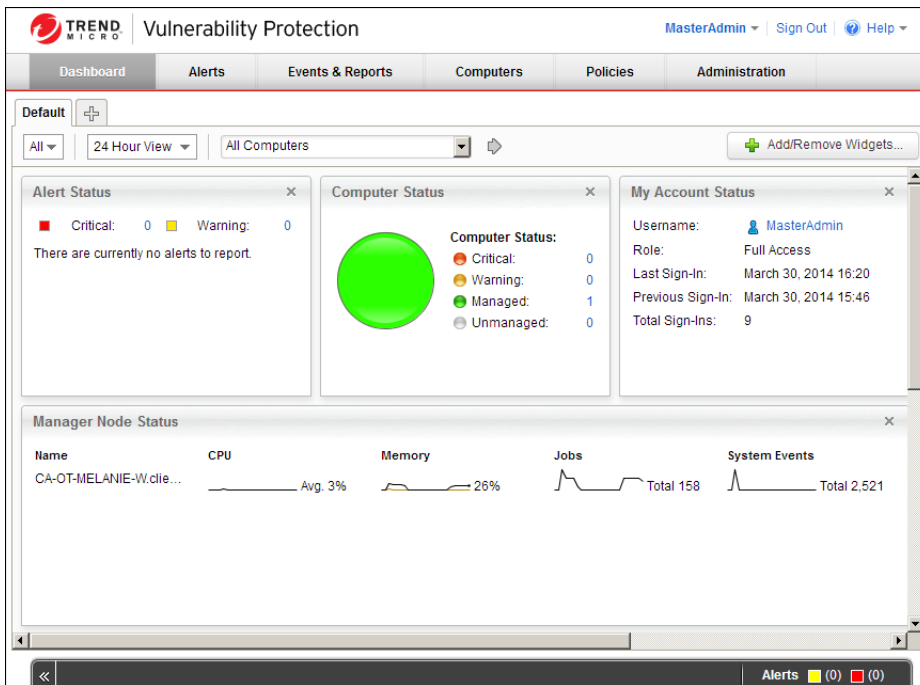 TREND MICRO Vulnerability Protection
MasterAdmin Sign Out Help
Dashboard Alerts Events & Reports Computers Policies Administration
Default
All 24 Hour View All Computers Add/Remove Widgets...
Alert Status
Critical: 0 Warning: 0
There are currently no alerts to report.
Computer Status
Computer Status:
Critical: 0
Warning: 0
Managed: 1
Unmanaged: 0
My Account Status
Username: MasterAdmin
Role: Full Access
Last Sign-In: March 30, 2014 16:20
Previous Sign-In: March 30, 2014 15:46
Total Sign-Ins: 9
Manager Node Status
Name CPU Memory Jobs System Events
CA-OT-MELANIE-W.clie... Avg. 3% 26% Total 158 Total 2,521
Alerts (0) (0)